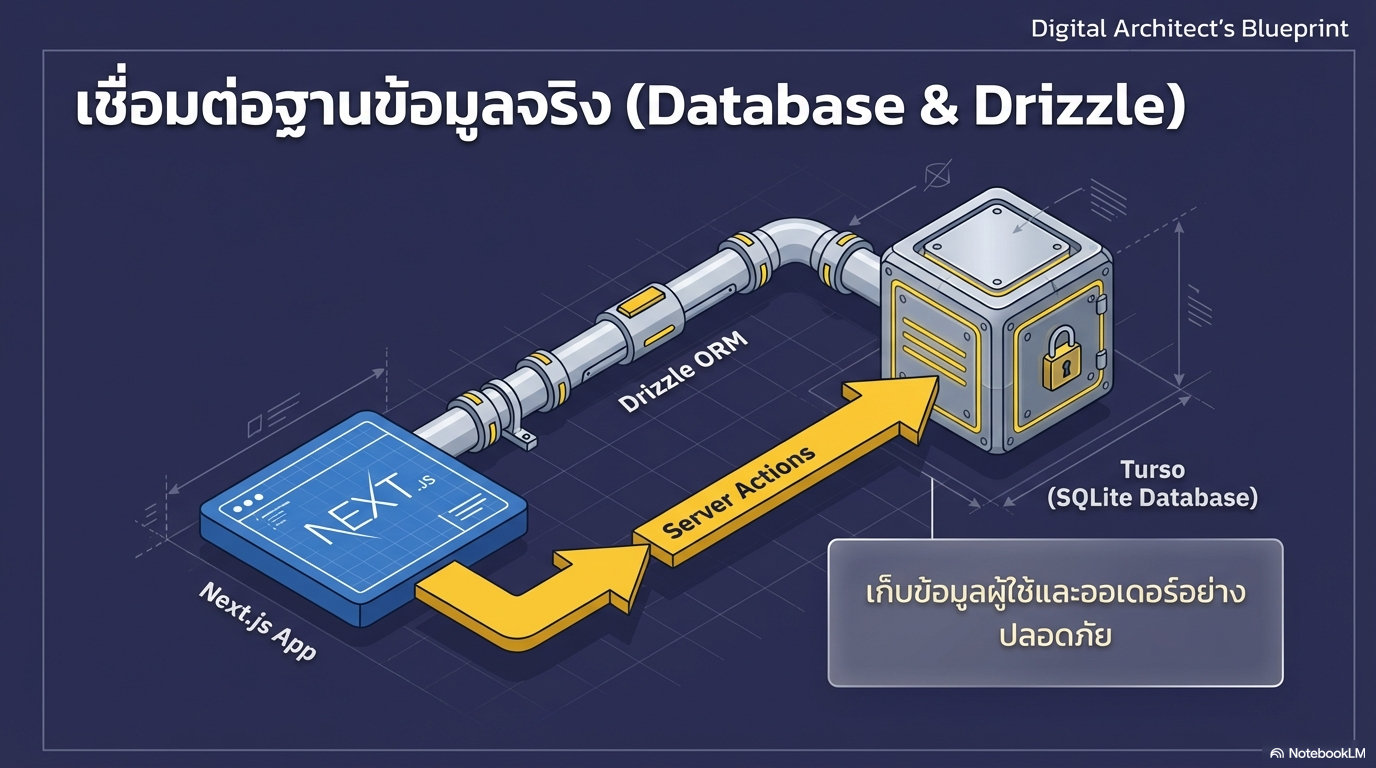 Digital Architect's Blueprint
เชื่อมต่อฐานข้อมูลจริง (Database & Drizzle)
Drizzle ORM
NEXT.JS
Server Actions
Next.js App
Turso
(SQLite Database)
เก็บข้อมูลผู้ใช้และออเดอร์อย่าง
ปลอดภัย
NotebookLM